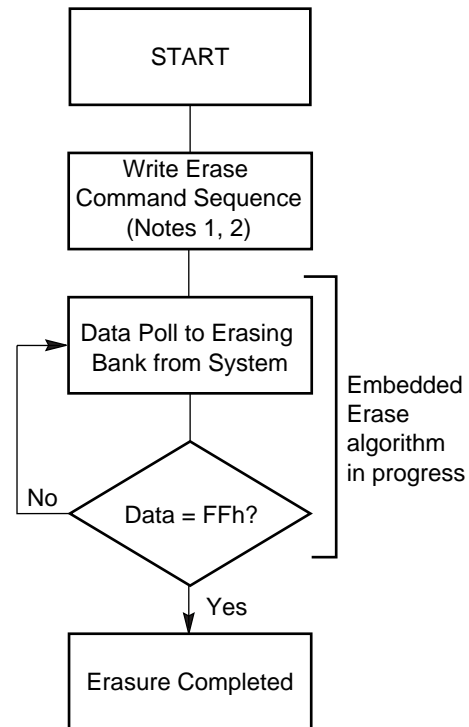 START
Write Erase
Command Sequence
(Notes 1, 2)
Data Poll to Erasing
Bank from System
Embedded
Erase
algorithm
in progress
No
Data = FFh?
Yes
Erasure Completed